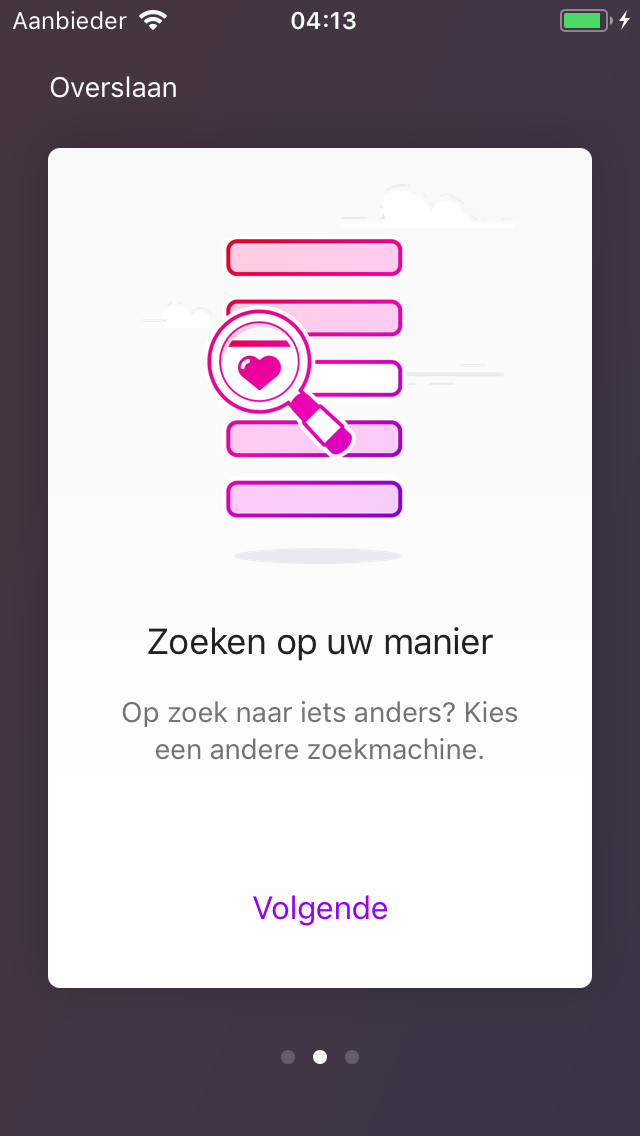 Aanbieder 04:13
Overslaan
Zoeken op uw manier
Op zoek naar iets anders? Kies
een andere zoekmachine.
Volgende